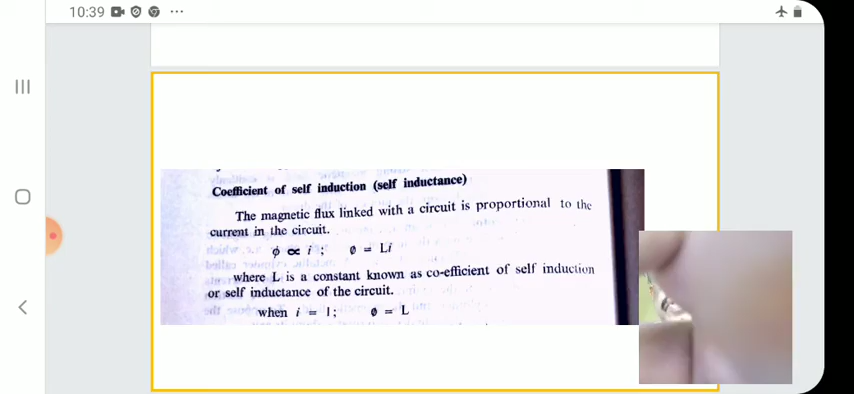 10:39
Coefficient of self induction (self inductance)
The magnetic flux linked with a circuit is proportional to the
current in the circuit.
ϕ ∝ i ; ø = Li
where L is a constant known as co-efficient of self induction
or self inductance of the circuit.
when i = 1; ø = L